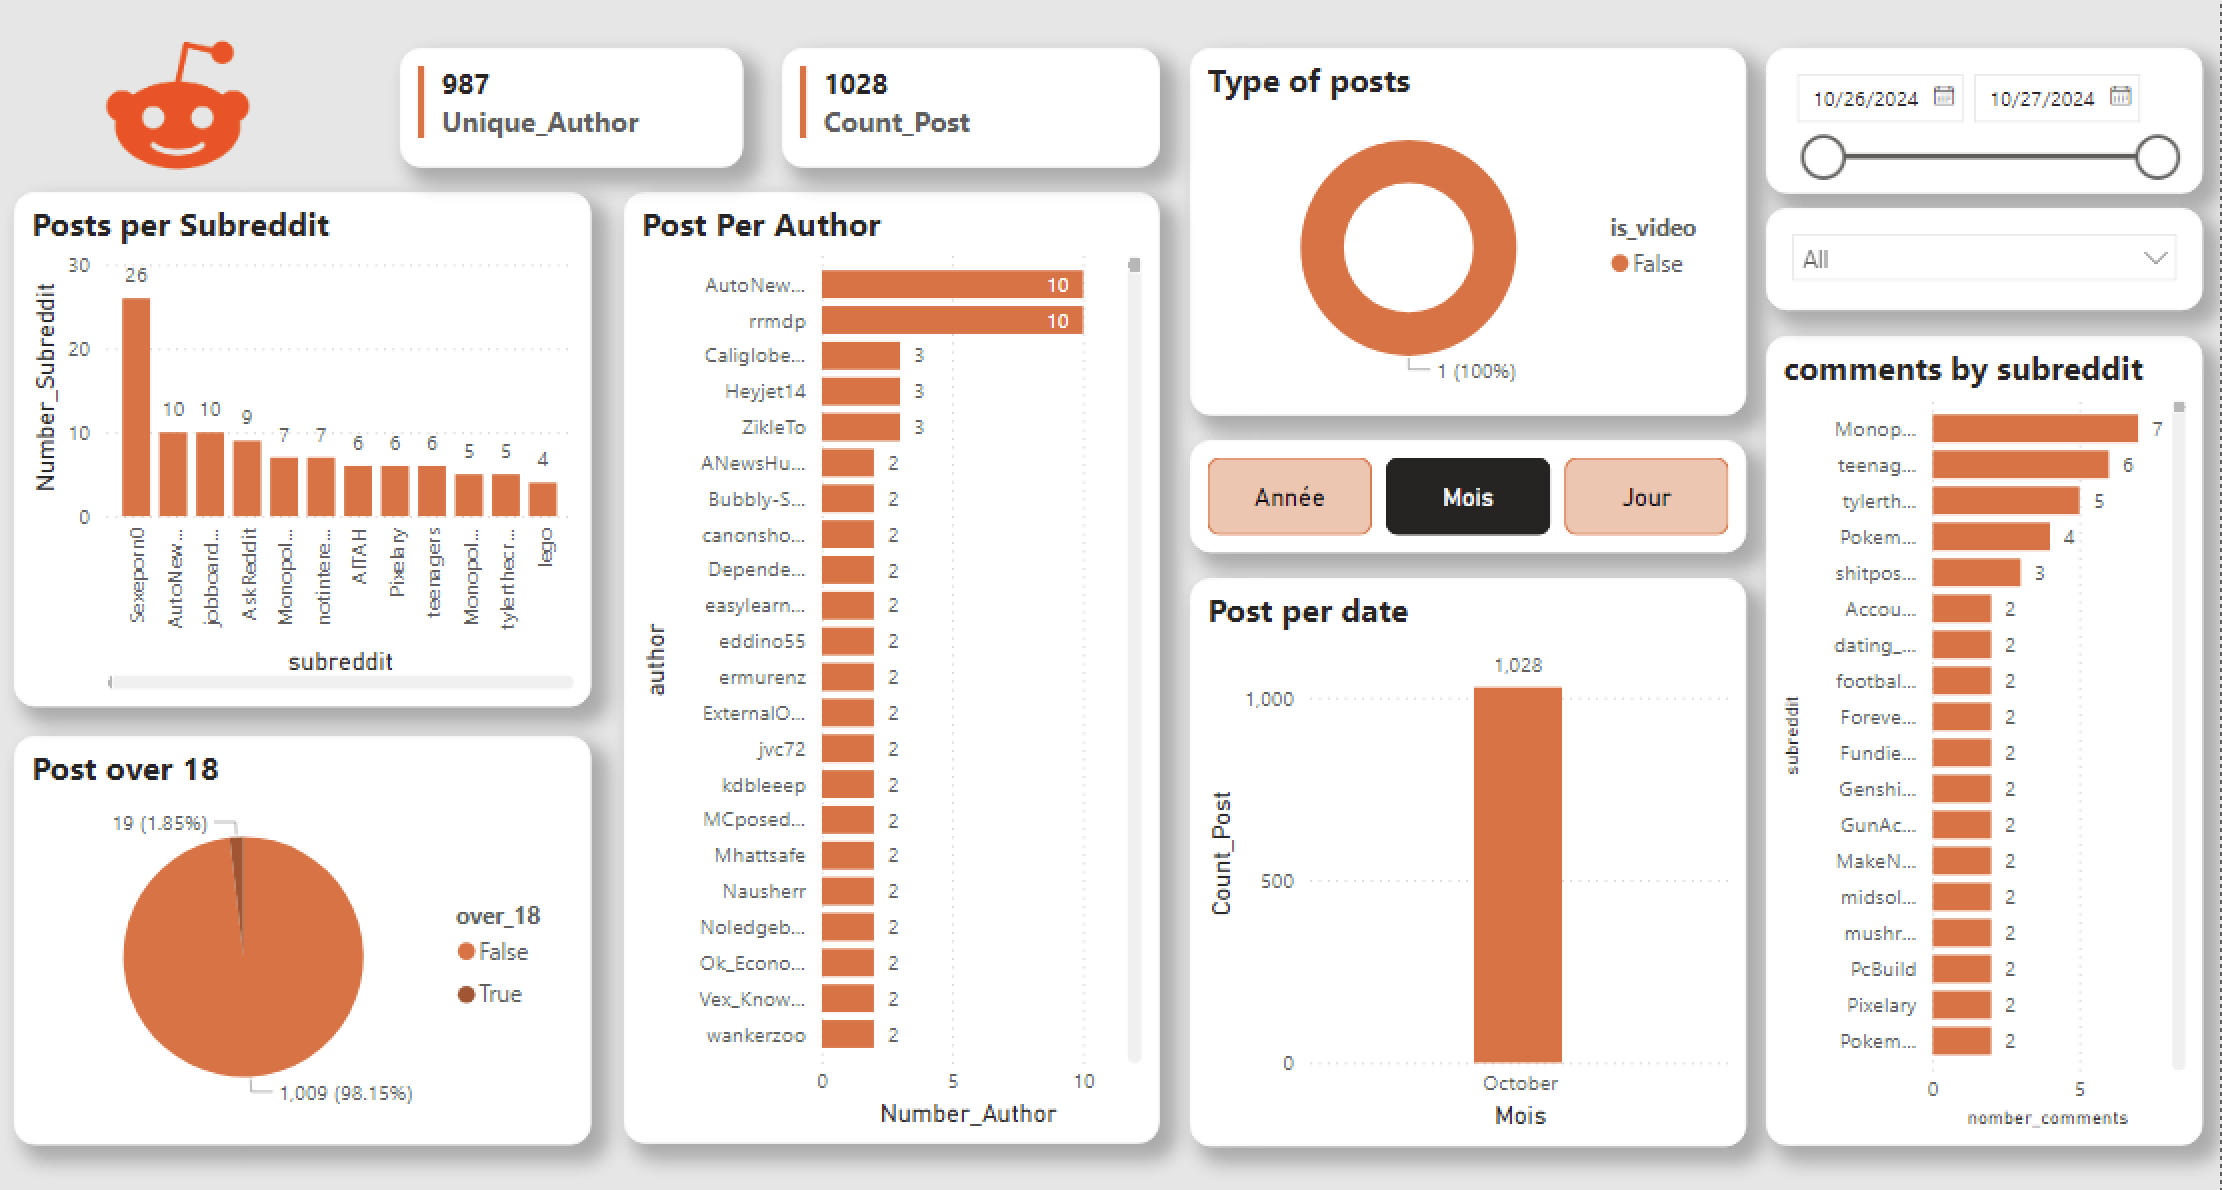 987
Unique_Author
1028
Count_Post
Posts per Subreddit
Number_Subreddit
30
20
10
0
26
10
10
9
7
7
6
6
6
5
5
4
Sexeporn0
AutoNew...
jobboard...
AskReddit
Monopol...
notintere...
AITAH
Pixelary
teenagers
Monopol...
tylerthecr...
lego
subreddit
Post over 18
19 (1.85%)
1,009 (98.15%)
over_18
False
True
Post Per Author
author
AutoNew... 10
rrmdp 10
Caliglobe... 3
Heyjet14 3
ZikleTo 3
ANewsHu... 2
Bubbly-S... 2
canonsho... 2
Depende... 2
easylearn... 2
eddino55 2
ermurenz 2
ExternalO... 2
jvc72 2
kdbleeep 2
MCposed... 2
Mhattsafe 2
Nausherr 2
Noledgeb... 2
Ok_Econo... 2
Vex_Know... 2
wankerzoo 2
0 5 10
Number_Author
Type of posts
1 (100%)
is_video
False
Année
Mois
Jour
Post per date
Count_Post
1,028
1,000
500
0
October
Mois
10/26/2024
10/27/2024
All
comments by subreddit
subreddit
Monop... 7
teenag... 6
tylerth... 5
Pokem... 4
shitpos... 3
Accou... 2
dating_... 2
footbal... 2
Foreve... 2
Fundie... 2
Genshi... 2
GunAc... 2
MakeN... 2
midsol... 2
mushr... 2
PcBuild 2
Pixelary 2
Pokem... 2
0 5
nomber_comments